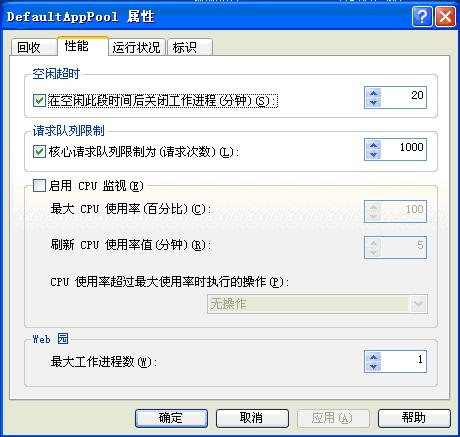 DefaultAppPool 属性
回收 性能 运行状况 标识
空闲超时
在空闲此段时间后关闭工作进程(分钟)(S): 20
请求队列限制
核心请求队列限制为(请求次数)(L): 1000
启用 CPU 监视(E)
最大 CPU 使用率(百分比)(C): 100
刷新 CPU 使用率值(分钟)(R): 5
CPU 使用率超过最大使用率时执行的操作(P):
无操作
Web 园
最大工作进程数(W): 1
确定 取消 应用(A) 帮助